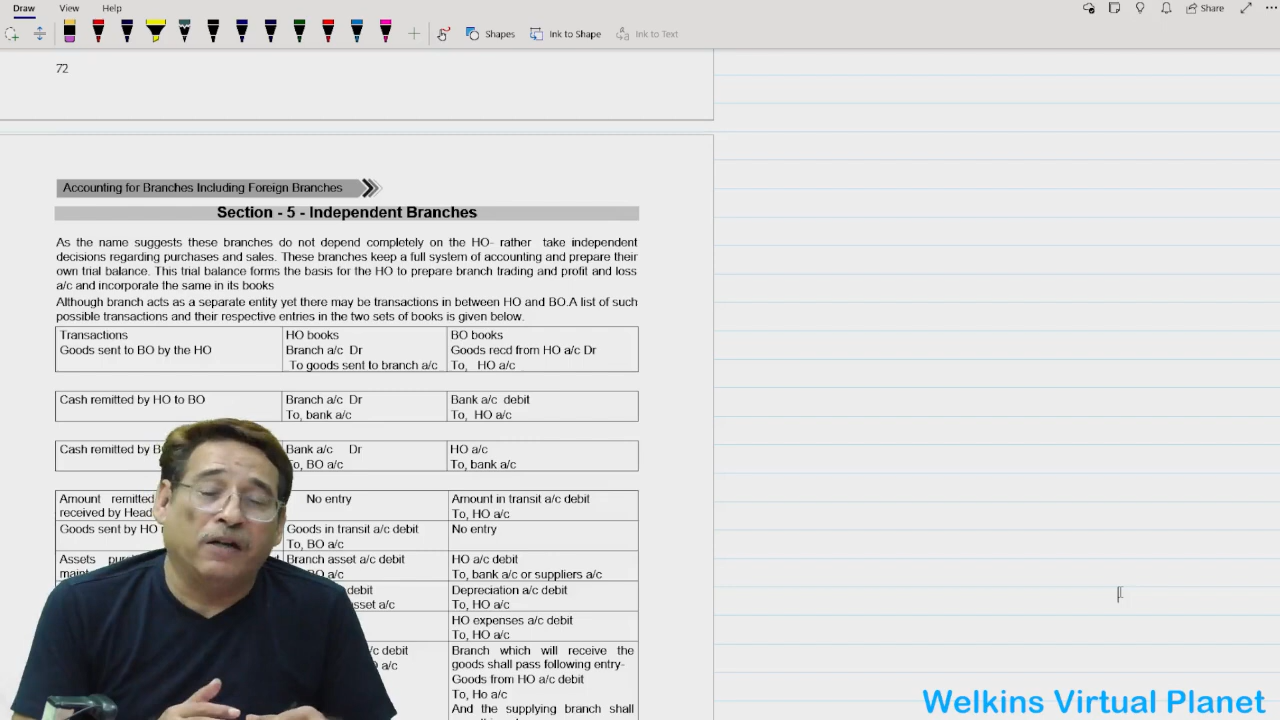 Draw View Help
Share
Shapes Ink to Shape Ink to Text
72
Accounting for Branches Including Foreign Branches
Section - 5 - Independent Branches
As the name suggests these branches do not depend completely on the HO- rather take independent
decisions regarding purchases and sales. These branches keep a full system of accounting and prepare their
own trial balance. This trial balance forms the basis for the HO to prepare branch trading and profit and loss
a/c and incorporate the same in its books
Although branch acts as a separate entity yet there may be transactions in between HO and BO.A list of such
possible transactions and their respective entries in the two sets of books is given below.
Transactions HO books BO books
Goods sent to BO by the HO Branch a/c Dr Goods recd from HO a/c Dr
To goods sent to branch a/c To, HO a/c
Cash remitted by HO to BO Branch a/c Dr Bank a/c debit
To, bank a/c To, HO a/c
Cash remitted by Bank a/c Dr HO a/c
To, BO a/c To, bank a/c
Amount remitted No entry Amount in transit a/c debit
received by Head To, HO a/c
Goods sent by HO Goods in transit a/c debit No entry
To, BO a/c
Assets Branch asset a/c debit HO a/c debit
BO a/c To, bank a/c or suppliers a/c
debit Depreciation a/c debit
asset a/c To, HO a/c
HO expenses a/c debit
To, HO a/c
a/c debit Branch which will receive the
a/c goods shall pass following entry-
Goods from HO a/c debit
To, Ho a/c
And the supplying branch shall
Welkins Virtual Planet